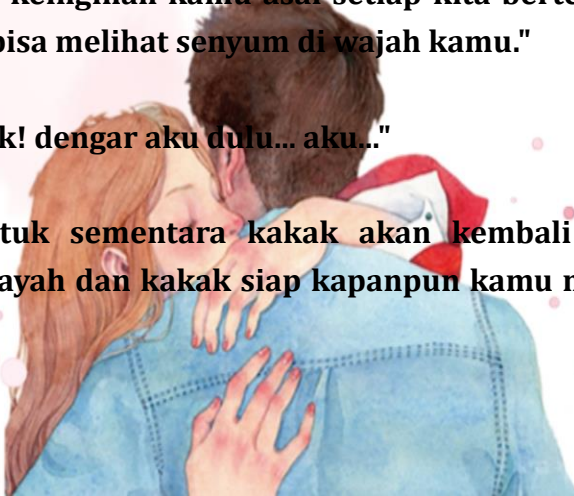 keinginan kamu asal setiap kita
bisa melihat senyum di wajah kamu."
k! dengar aku dulu... aku..."
tuk sementara kakak akan kembali
ayah dan kakak siap kapanpun kamu